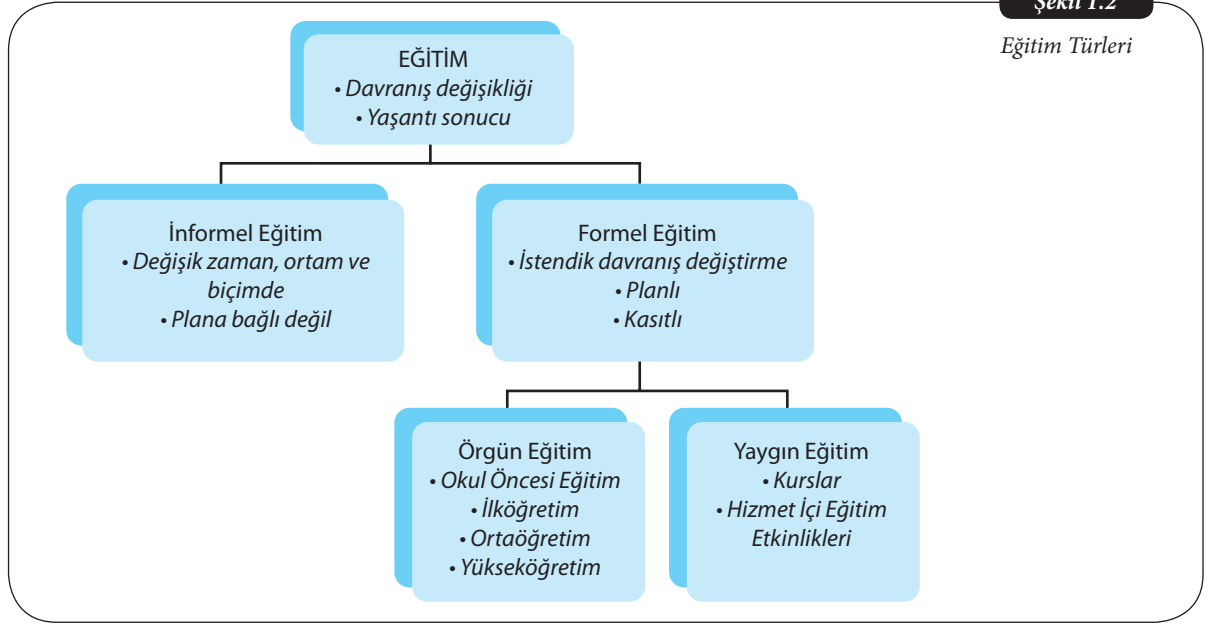 Şekil 1.2
Eğitim Türleri
EĞİTİM
• Davranış değişikliği
• Yaşantı sonucu
İnformel Eğitim
• Değişik zaman, ortam ve
biçimde
• Plana bağlı değil
Formel Eğitim
• İstendik davranış değiştirme
• Planlı
• Kasıtlı
Örgün Eğitim
• Okul Öncesi Eğitim
• İlköğretim
• Ortaöğretim
• Yükseköğretim
Yaygın Eğitim
• Kurslar
• Hizmet İçi Eğitim
Etkinlikleri